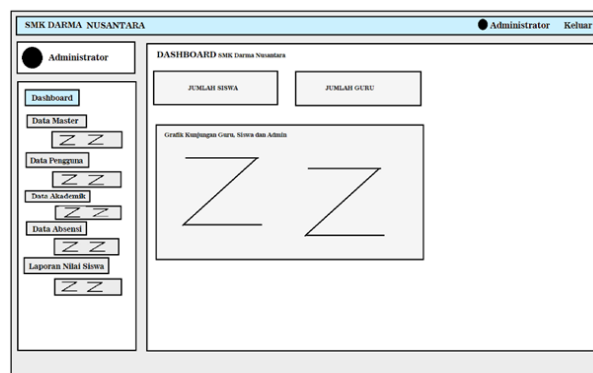 SMK DARMA NUSANTARA
Administrator Keluar
Administrator
DASHBOARD SMK Darma Nusantara
JUMLAH SISWA
JUMLAH GURU
Dashboard
Data Master
Z Z
Data Pengguna
Z Z
Data Akademik
Z Z
Data Absensi
Z Z
Laporan Nilai Siswa
Z Z
Grafik Kunjungan Guru, Siswa dan Admin
Z Z